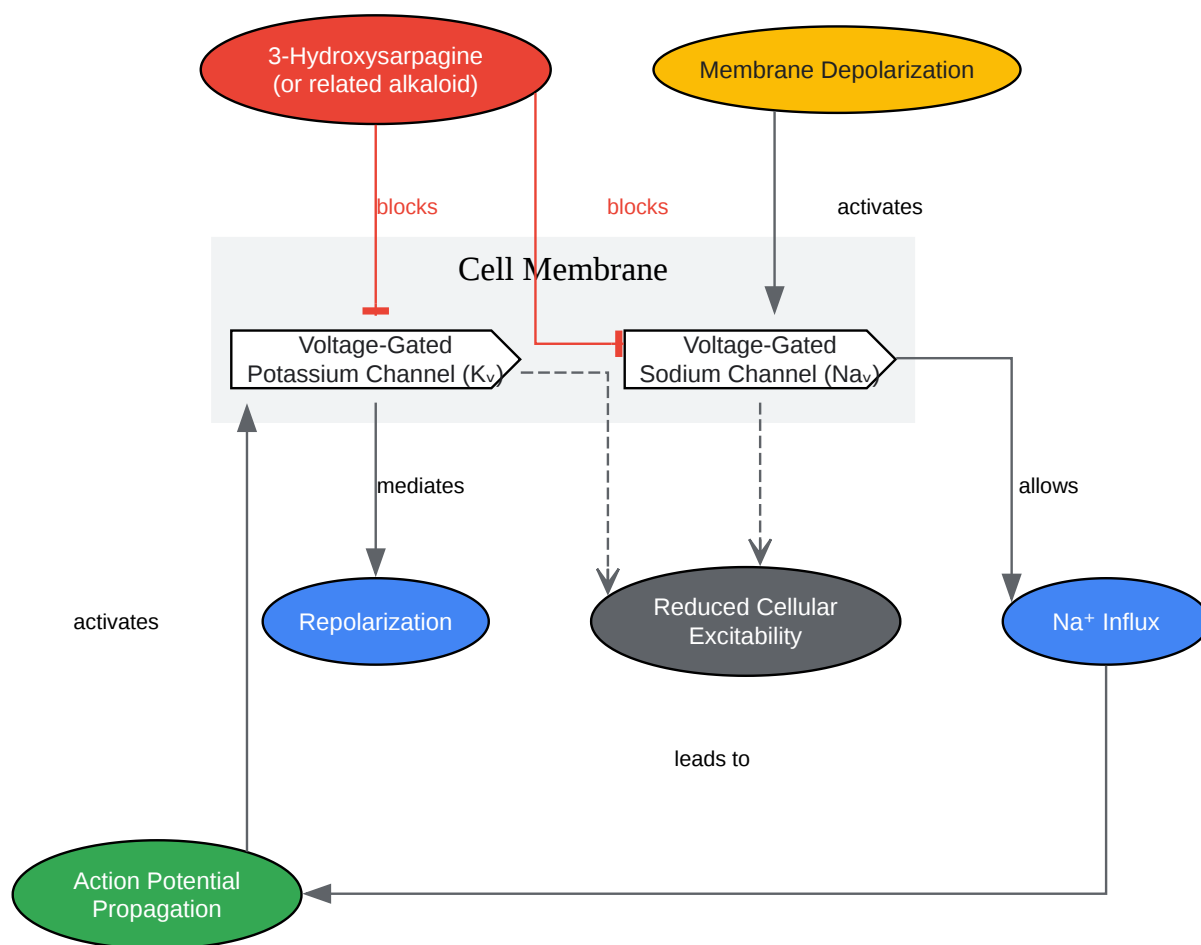 3-Hydroxysarpagine
(or related alkaloid)
Membrane Depolarization
blocks
blocks
activates
Cell Membrane
Voltage-Gated
Potassium Channel (Kᵥ)
Voltage-Gated
Sodium Channel (Naᵥ)
mediates
allows
activates
Repolarization
Reduced Cellular
Excitability
Na⁺ Influx
leads to
Action Potential
Propagation